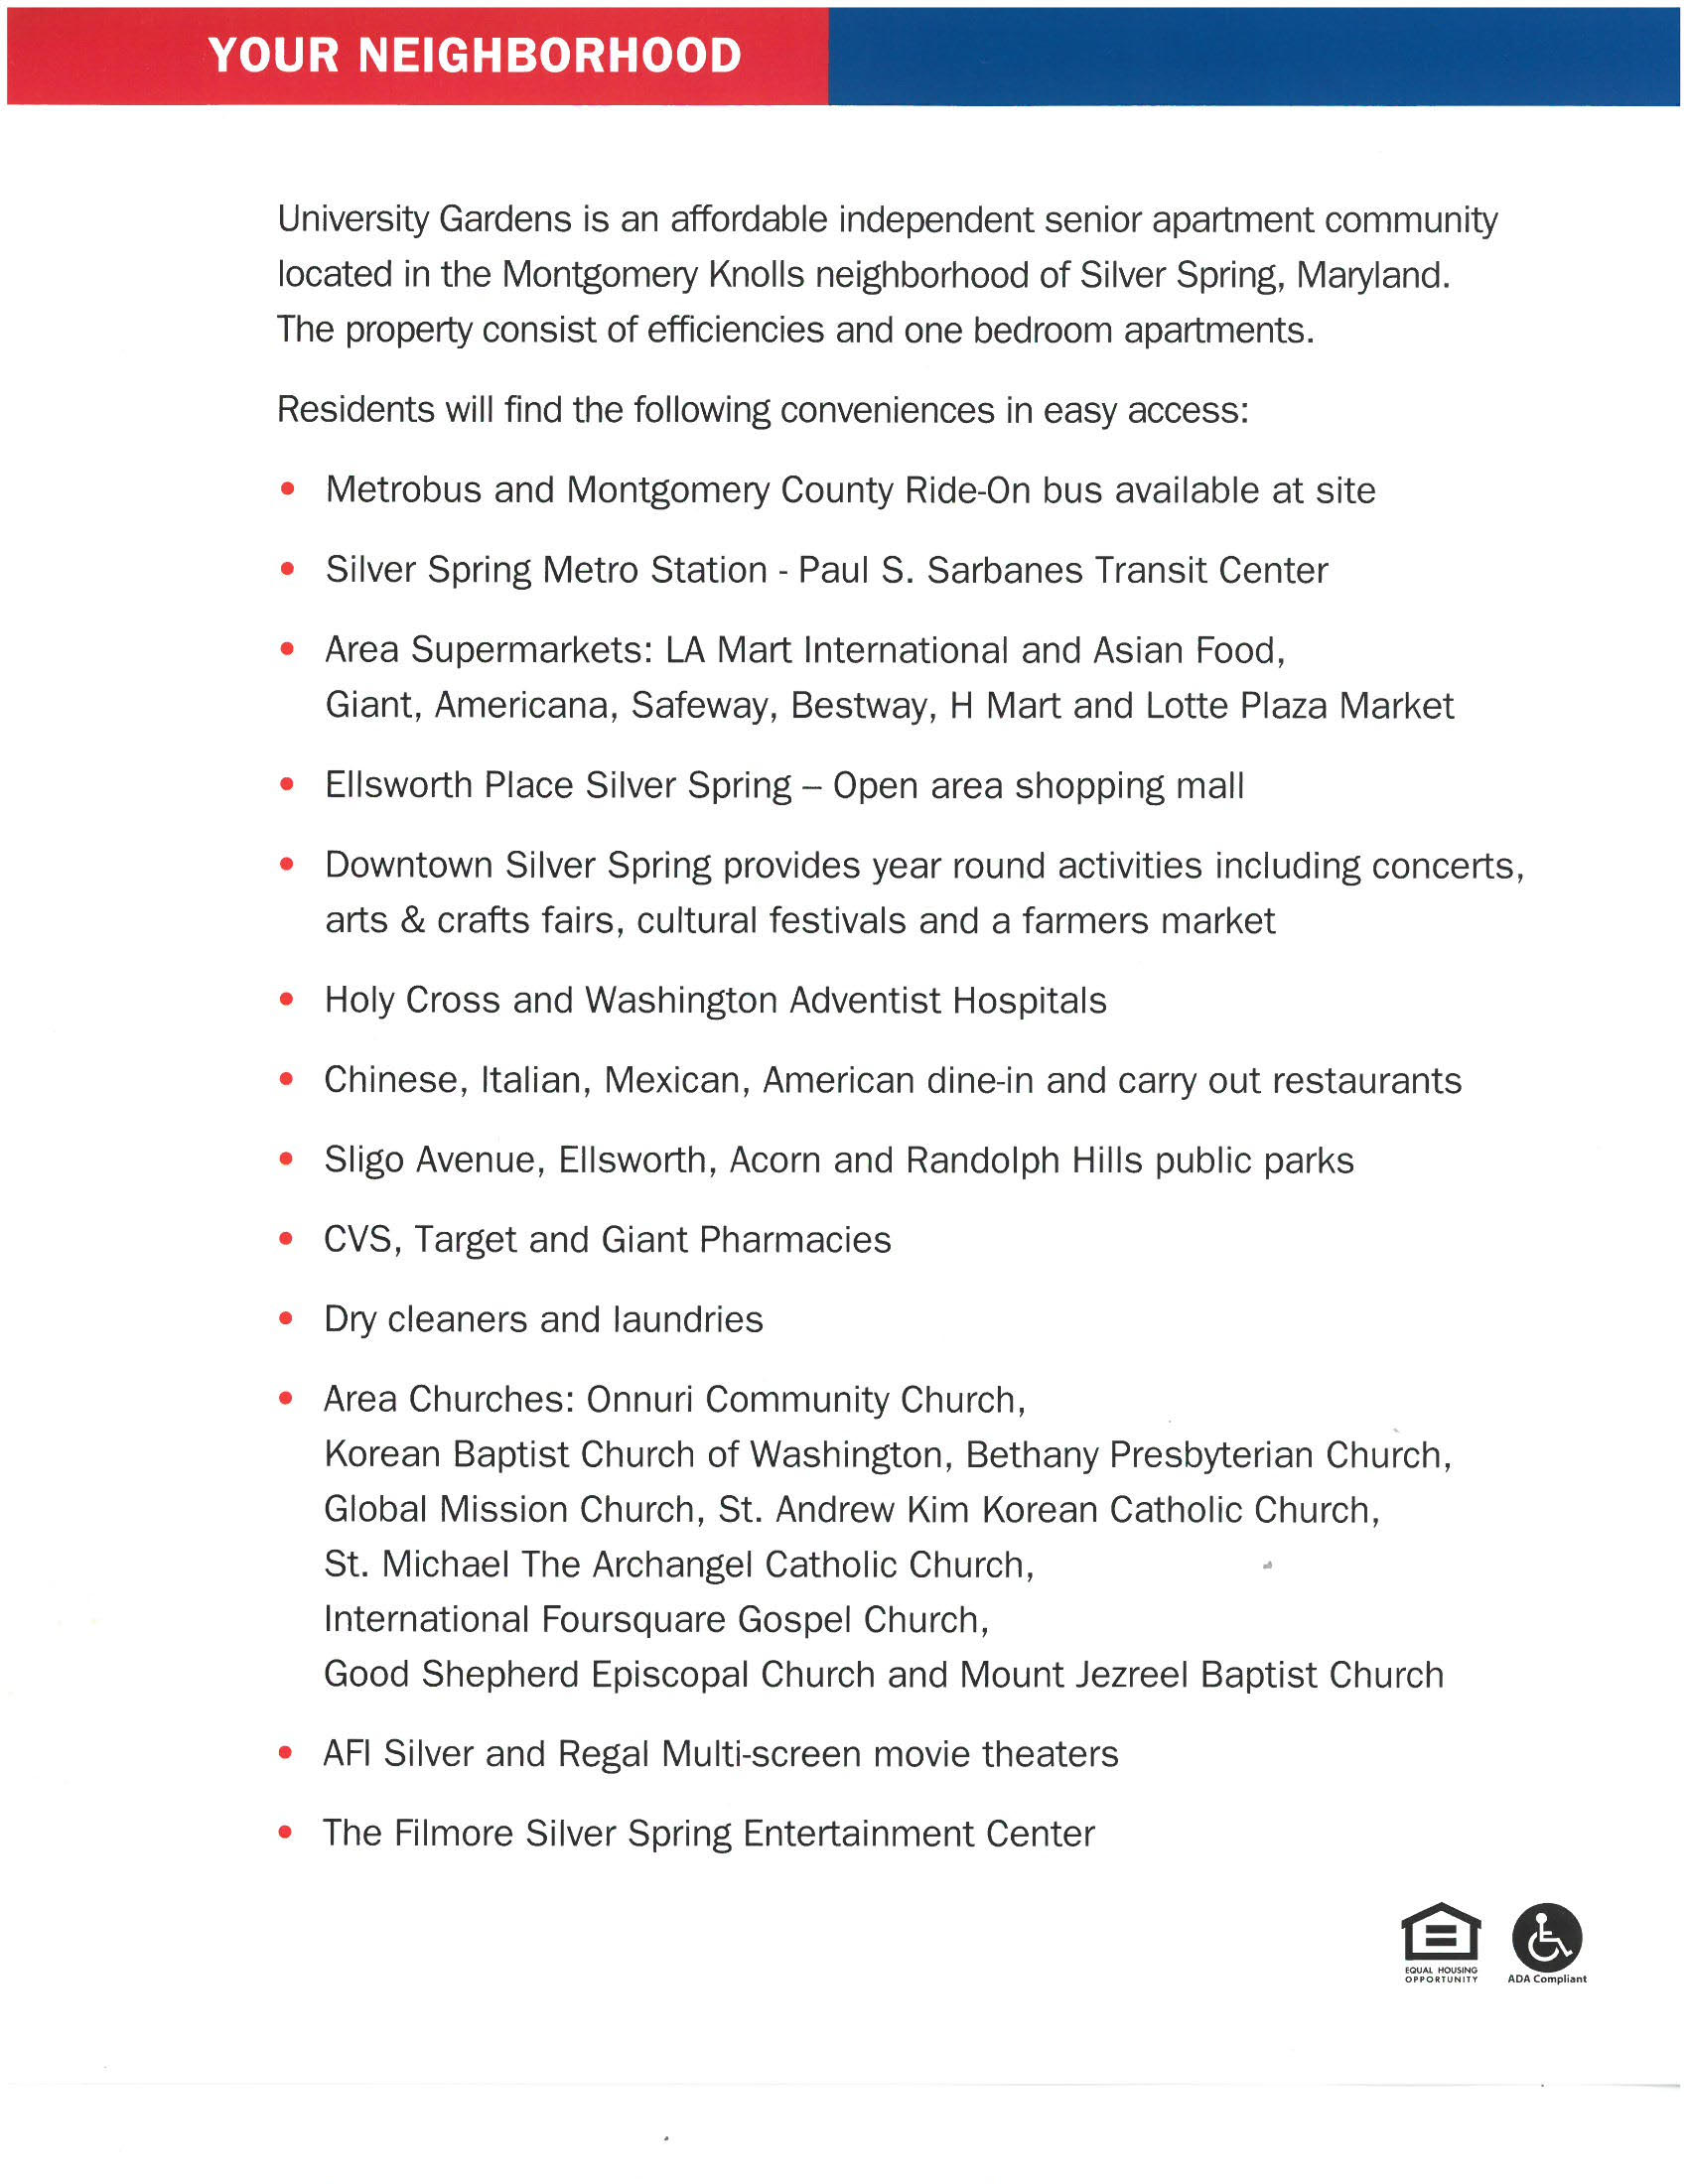 YOUR NEIGHBORHOOD
University Gardens is an affordable independent senior apartment community
located in the Montgomery Knolls neighborhood of Silver Spring, Maryland.
The property consist of efficiencies and one bedroom apartments.
Residents will find the following conveniences in easy access:
• Metrobus and Montgomery County Ride-On bus available at site
• Silver Spring Metro Station - Paul S. Sarbanes Transit Center
• Area Supermarkets: LA Mart International and Asian Food,
Giant, Americana, Safeway, Bestway, H Mart and Lotte Plaza Market
• Ellsworth Place Silver Spring – Open area shopping mall
• Downtown Silver Spring provides year round activities including concerts,
arts & crafts fairs, cultural festivals and a farmers market
• Holy Cross and Washington Adventist Hospitals
• Chinese, Italian, Mexican, American dine-in and carry out restaurants
• Sligo Avenue, Ellsworth, Acorn and Randolph Hills public parks
• CVS, Target and Giant Pharmacies
• Dry cleaners and laundries
• Area Churches: Onnuri Community Church,
Korean Baptist Church of Washington, Bethany Presbyterian Church,
Global Mission Church, St. Andrew Kim Korean Catholic Church,
St. Michael The Archangel Catholic Church,
International Foursquare Gospel Church,
Good Shepherd Episcopal Church and Mount Jezreel Baptist Church
• AFI Silver and Regal Multi-screen movie theaters
• The Filmore Silver Spring Entertainment Center
EQUAL HOUSING
OPPORTUNITY
ADA Compliant